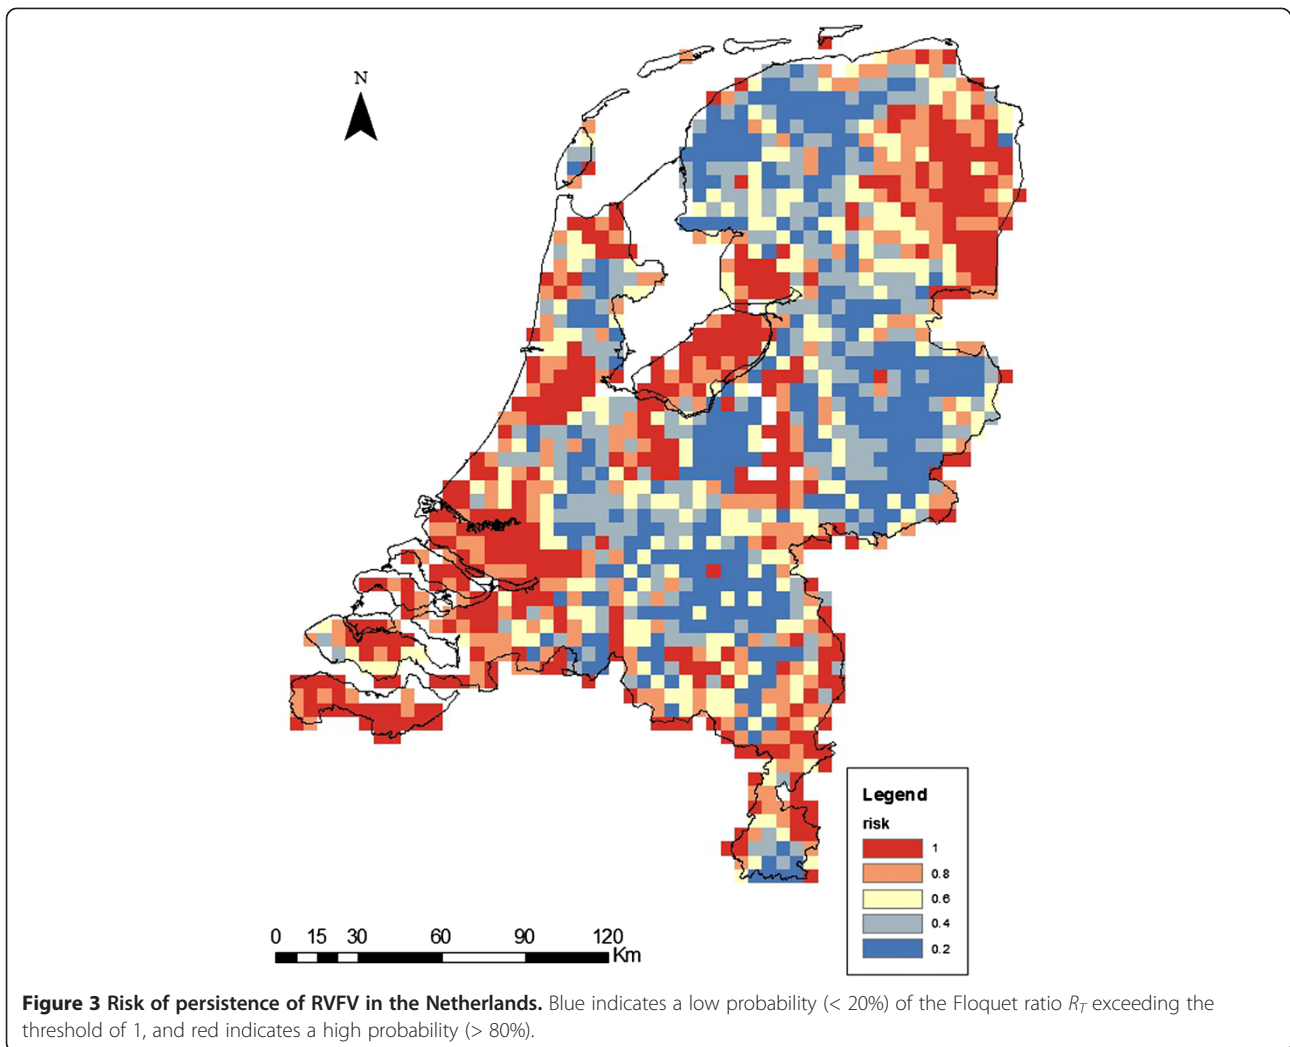 N
Legend
risk
1
0.8
0.6
0.4
0.2
0 15 30 60 90 120
Km
Figure 3 Risk of persistence of RVFV in the Netherlands. Blue indicates a low probability (< 20%) of the Floquet ratio RT exceeding the
threshold of 1, and red indicates a high probability (> 80%).